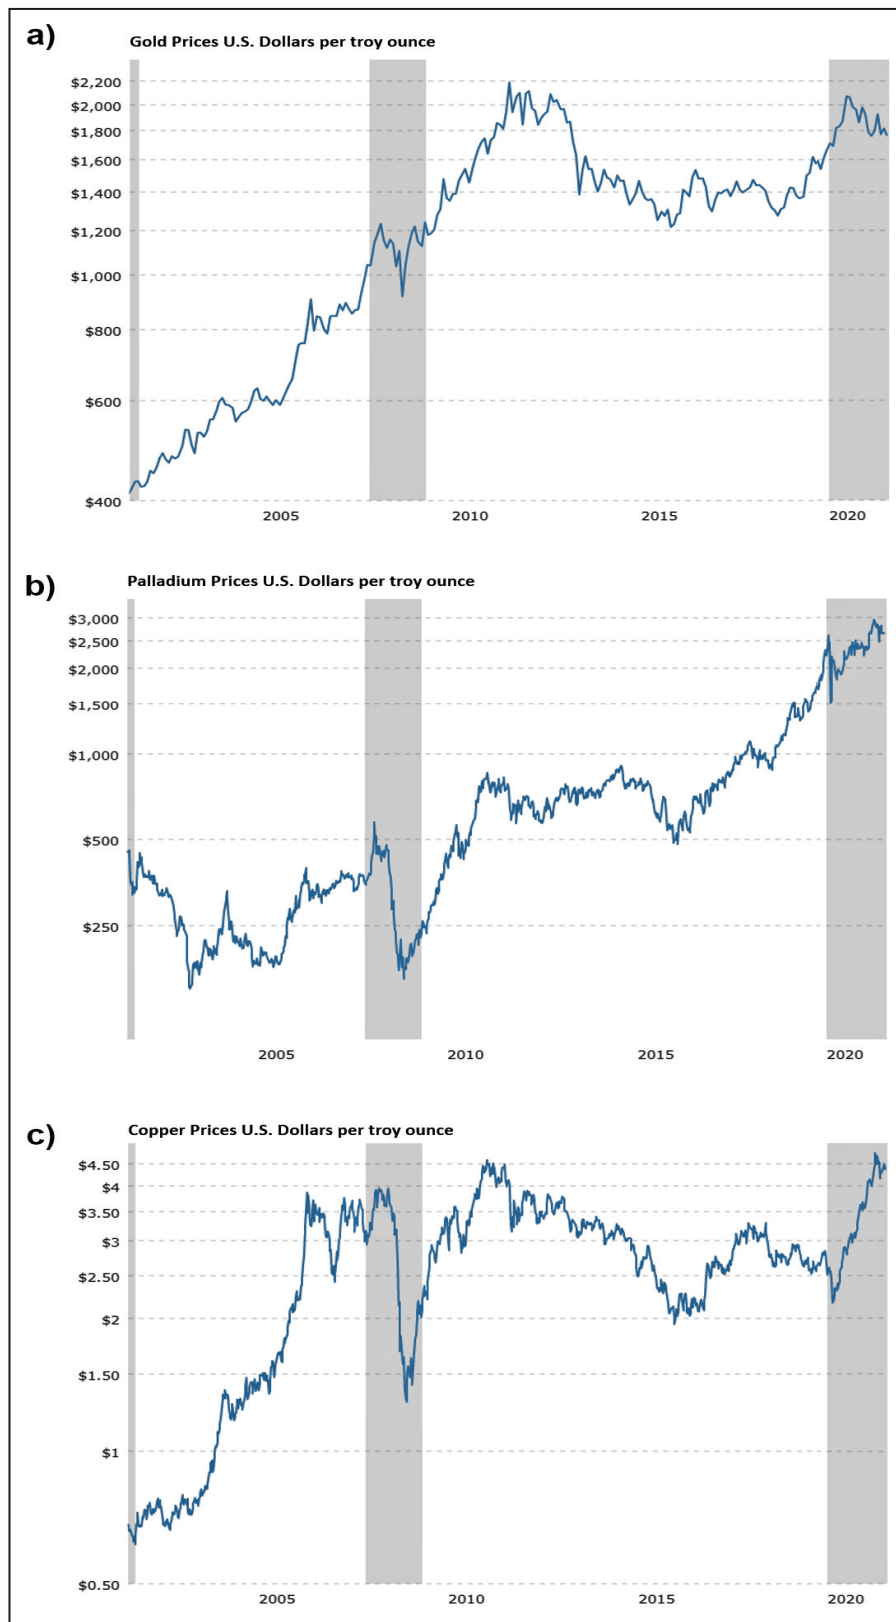 a)
Gold Prices U.S. Dollars per troy ounce
$2,200
$2,000
$1,800
$1,600
$1,400
$1,200
$1,000
$800
$600
$400
2005 2010 2015 2020
b)
Palladium Prices U.S. Dollars per troy ounce
$3,000
$2,500
$2,000
$1,500
$1,000
$500
$250
2005 2010 2015 2020
c)
Copper Prices U.S. Dollars per troy ounce
$4.50
$4
$3.50
$3
$2.50
$2
$1.50
$1
$0.50
2005 2010 2015 2020